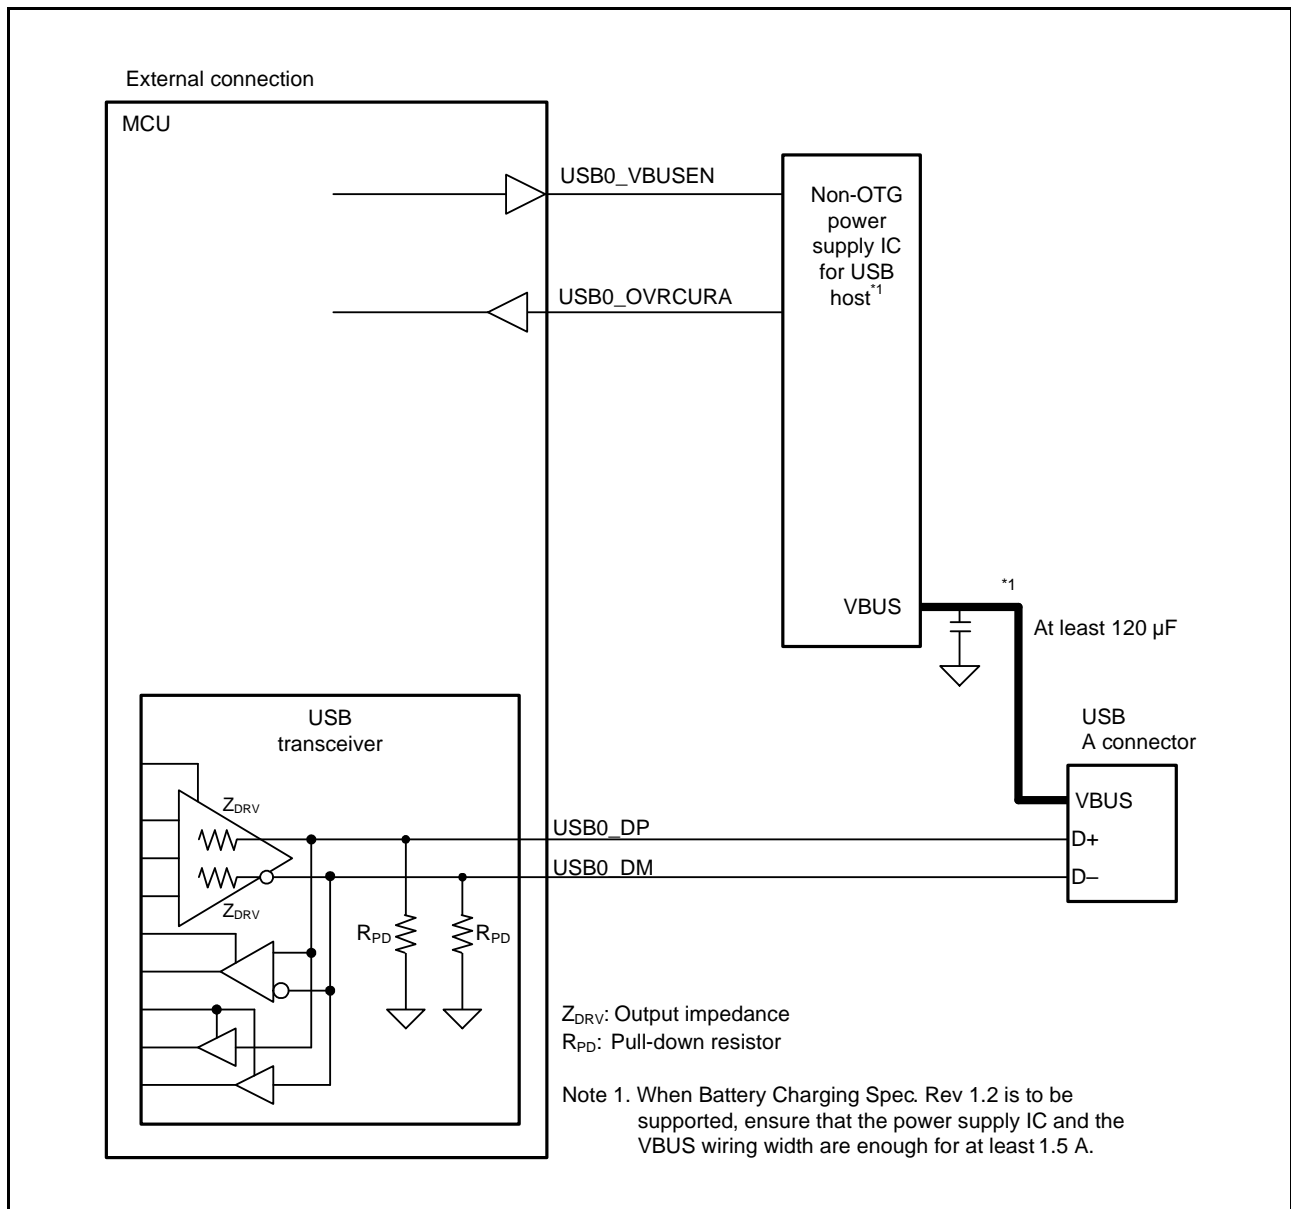 External connection
MCU
USB0_VBUSEN
Non-OTG
power
supply IC
for USB
host*1
USB0_OVRCURA
*1
VBUS
At least 120 µF
USB
transceiver
USB
A connector
ZDRV
VBUS
USB0_DP
D+
USB0_DM
D–
ZDRV
RPD
RPD
ZDRV: Output impedance
RPD: Pull-down resistor
Note 1. When Battery Charging Spec. Rev 1.2 is to be
supported, ensure that the power supply IC and the
VBUS wiring width are enough for at least 1.5 A.